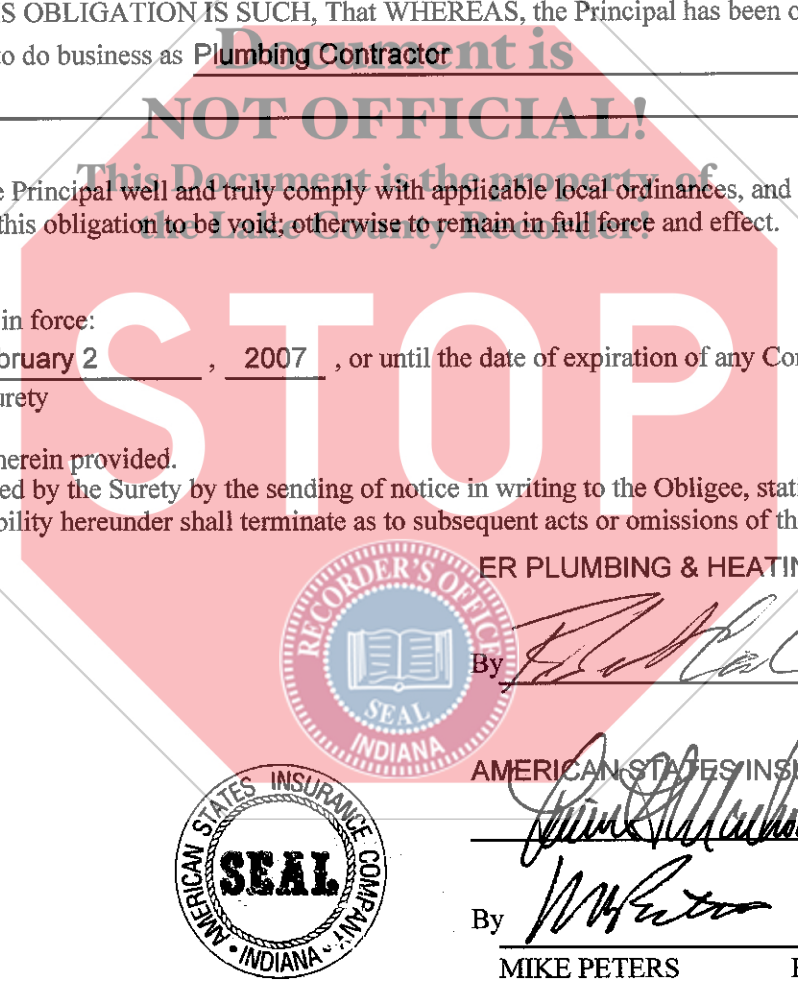 S OBLIGATION IS SUCH, That WHEREAS, the Principal has been
to do business as Plumbing Contractor
Document is
NOT OFFICIAL!
This Document is the property of
the Lake County Recorder!
e Principal well and truly comply with applicable local ordinances, and
this obligation to be void; otherwise to remain in full force and effect.
STOP
in force:
bruary 2 , 2007 , or until the date of expiration of any Con
urety
herein provided.
ed by the Surety by the sending of notice in writing to the Obligee, stat
bility hereunder shall terminate as to subsequent acts or omissions of th
ER PLUMBING & HEATIN
By
RECORDER'S OFFICE
SEAL
INDIANA
AMERICAN STATES INSU
AMERICAN STATES INSURANCE COMPANY
SEAL
INDIANA
By
MIKE PETERS